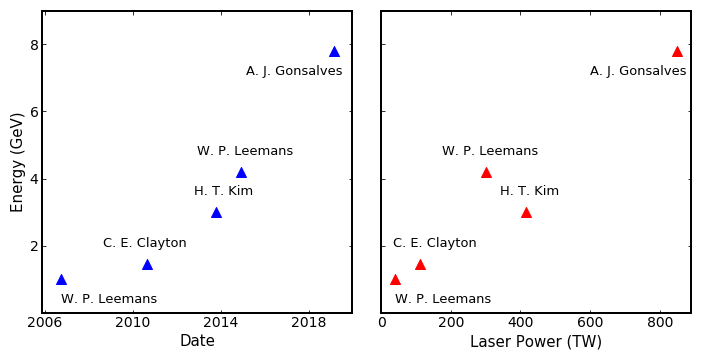 8
6
4
2
Energy (GeV)
A. J. Gonsalves
W. P. Leemans
H. T. Kim
C. E. Clayton
W. P. Leemans
2006
2010
2014
2018
Date
A. J. Gonsalves
W. P. Leemans
H. T. Kim
C. E. Clayton
W. P. Leemans
0
200
400
600
800
Laser Power (TW)